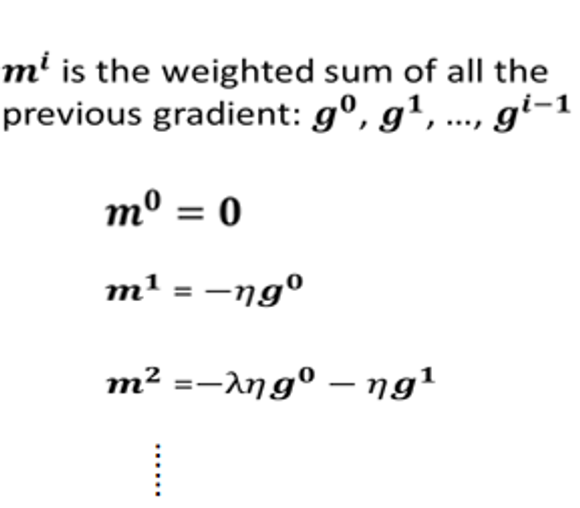 mⁱ is the weighted sum of all the
previous gradient: g⁰, g¹, ..., gⁱ⁻¹
m⁰ = 0
m¹ = −ηg⁰
m² =−ληg⁰ − ηg¹
......